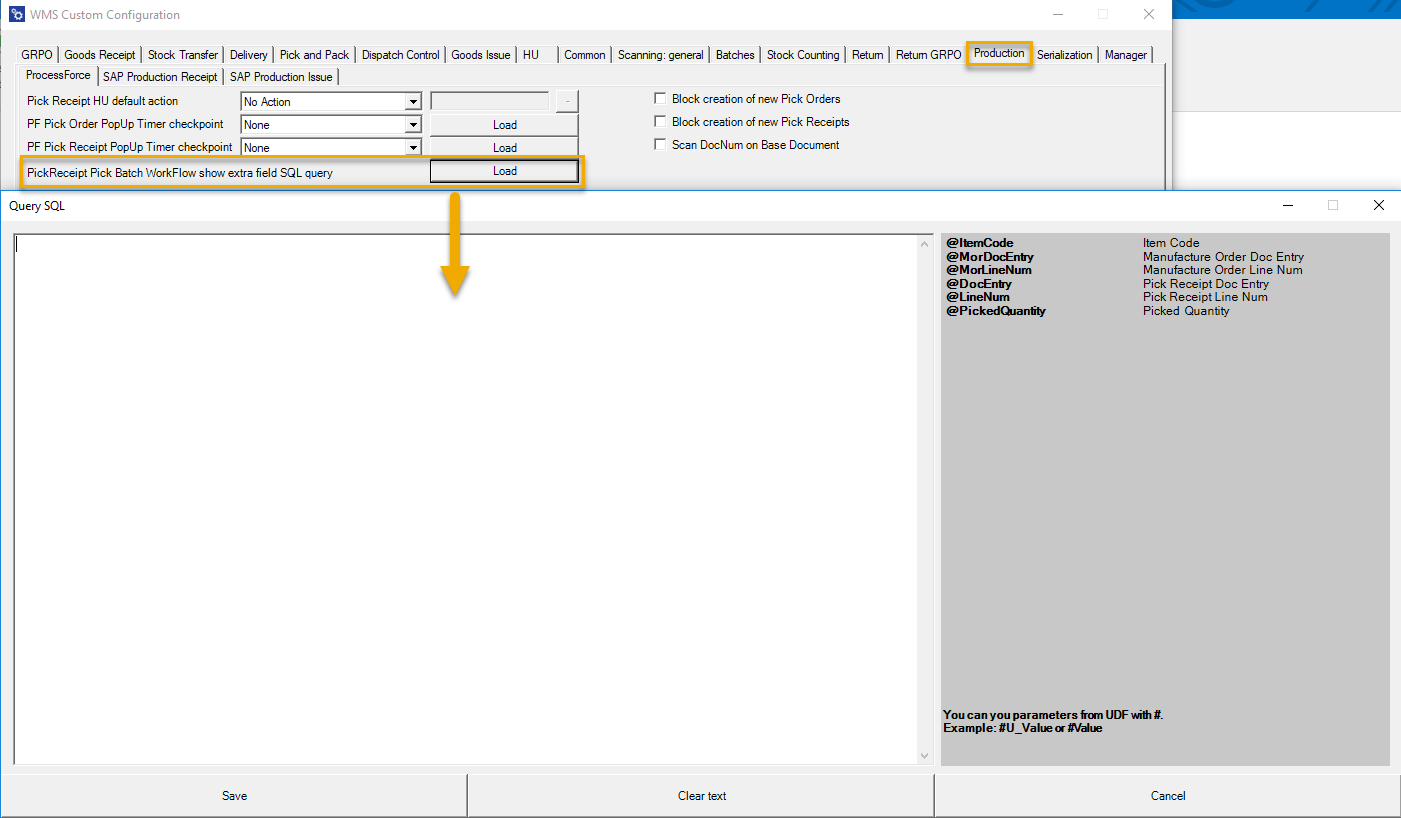 WMS Custom Configuration
GRPO Goods Receipt Stock Transfer Delivery Pick and Pack Dispatch Control Goods Issue HU Common Scanning: general Batches Stock Counting Return Return GRPO Production Serialization Manager
ProcessForce SAP Production Receipt SAP Production Issue
Pick Receipt HU default action No Action - Block creation of new Pick Orders
PF Pick Order PopUp Timer checkpoint None Load Block creation of new Pick Receipts
PF Pick Receipt PopUp Timer checkpoint None Load Scan DocNum on Base Document
PickReceipt Pick Batch WorkFlow show extra field SQL query Load
Query SQL
@ItemCode Item Code
@MorDocEntry Manufacture Order Doc Entry
@MorLineNum Manufacture Order Line Num
@DocEntry Pick Receipt Doc Entry
@LineNum Pick Receipt Line Num
@PickedQuantity Picked Quantity
You can you parameters from UDF with #.
Example: #U_Value or #Value
Save Clear text Cancel